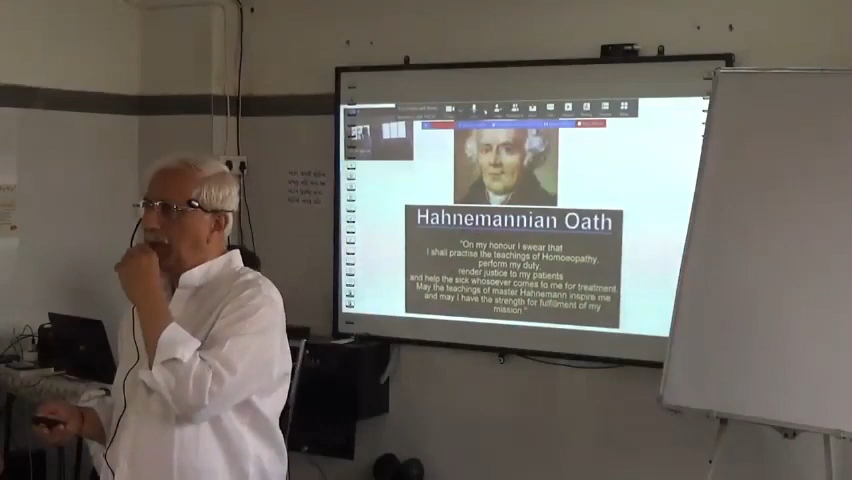 Hahnemannian Oath
"On my honour I swear that
I shall practise the teachings of Homoeopathy,
perform my duty,
render justice to my patients
and help the sick whosoever comes to me for treatment
May the teachings of master Hahnemann inspire me
and may I have the strength for fulfillment of my
mission."